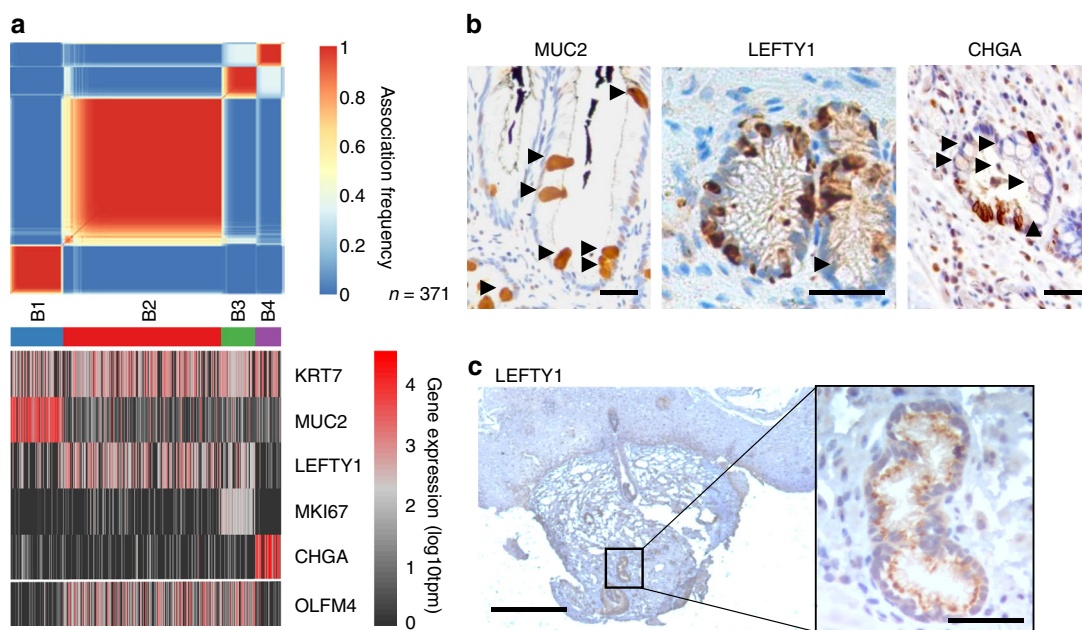 a
1
0.8
0.6
0.4
0.2
0
Association frequency
n = 371
B1
B2
B3
B4
KRT7
MUC2
LEFTY1
MKI67
CHGA
OLFM4
4
3
2
1
0
Gene expression (log10tpm)
b
MUC2
LEFTY1
CHGA
c
LEFTY1